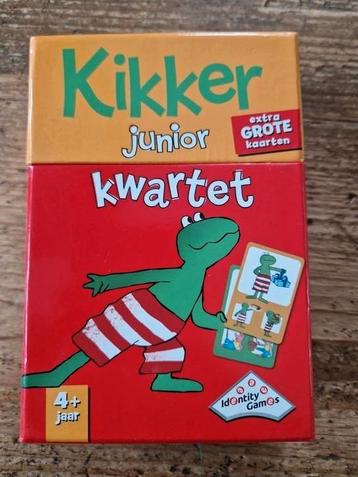 Kikker
junior
extra
GROTE
kaarten
kwartet
4+
jaar
Identity
Games